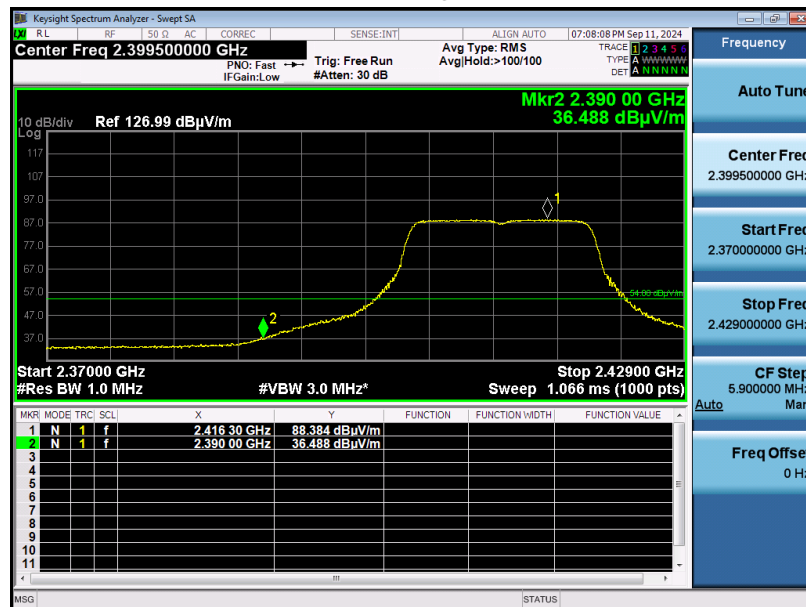 Keysight Spectrum Analyzer - Swept SA
LXI RL RF 50 Ω AC CORREC SENSE:INT ALIGN AUTO 07:08:08 PM Sep 11, 2024
Center Freq 2.399500000 GHz
PNO: Fast
IFGain:Low
Trig: Free Run
#Atten: 30 dB
Avg Type: RMS
Avg|Hold:>100/100
TRACE 1 2 3 4 5 6
TYPE A WWWWW
DET A N N N N N
Mkr2 2.390 00 GHz
36.488 dBµV/m
10 dB/div Ref 126.99 dBµV/m
Log
117
107
97.0
87.0
77.0
67.0
57.0
47.0
37.0
1
2
54.00 dBµV/m
Start 2.37000 GHz Stop 2.42900 GHz
#Res BW 1.0 MHz #VBW 3.0 MHz* Sweep 1.066 ms (1000 pts)
MKR MODE TRC SCL X Y FUNCTION FUNCTION WIDTH FUNCTION VALUE
1 N 1 f 2.416 30 GHz 88.384 dBµV/m
2 N 1 f 2.390 00 GHz 36.488 dBµV/m
3
4
5
6
7
8
9
10
11
MSG STATUS
Frequency
Auto Tune
Center Freq
2.399500000 GHz
Start Freq
2.370000000 GHz
Stop Freq
2.429000000 GHz
CF Step
5.900000 MHz
Auto Man
Freq Offset
0 Hz